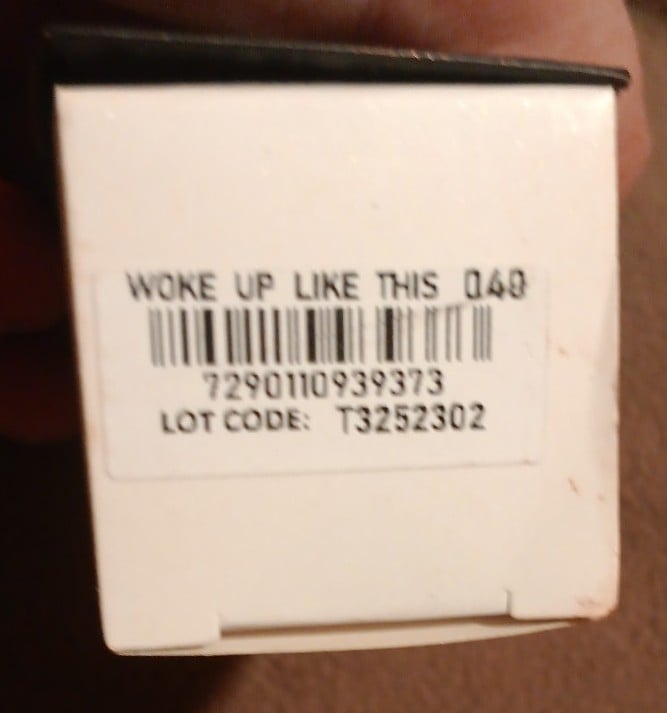 WOKE UP LIKE THIS 040
7290110939373
LOT CODE: T3252302